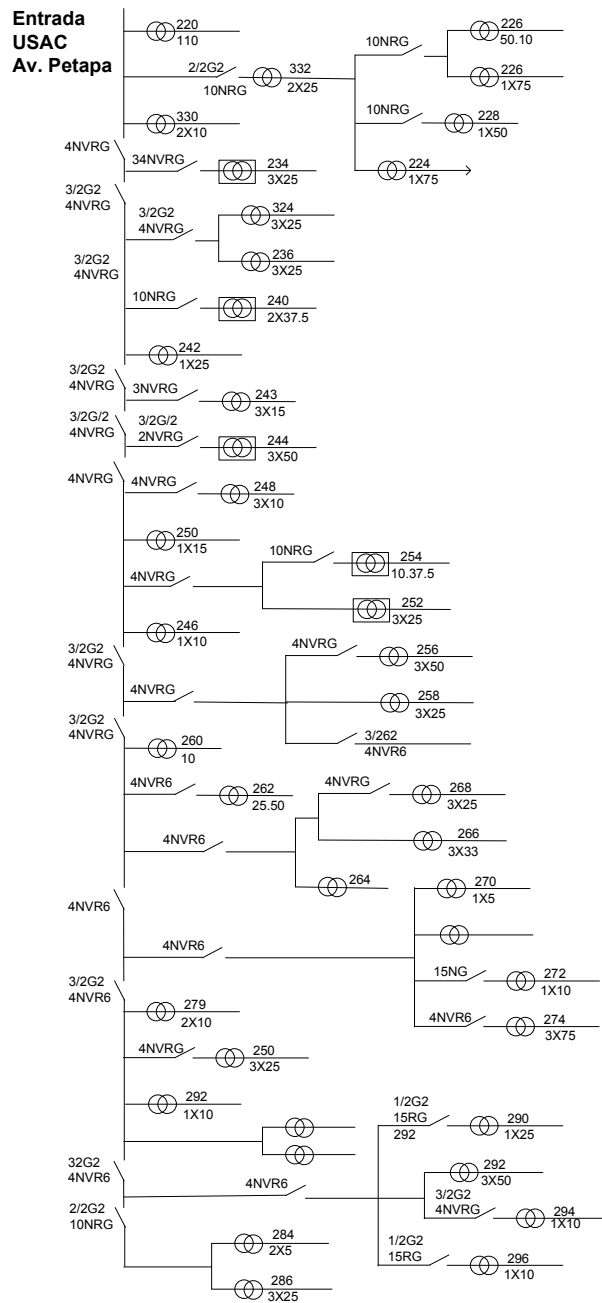 Entrada
USAC
Av. Petapa
220
110
2/2G2
10NRG
332
2X25
10NRG
226
50.10
226
1X75
10NRG
228
1X50
224
1X75
330
2X10
4NVRG
34NVRG
234
3X25
3/2G2
4NVRG
3/2G2
4NVRG
324
3X25
236
3X25
3/2G2
4NVRG
10NRG
240
2X37.5
242
1X25
3/2G2
4NVRG
3NVRG
243
3X15
3/2G/2
4NVRG
3/2G/2
2NVRG
244
3X50
4NVRG
4NVRG
248
3X10
250
1X15
4NVRG
10NRG
254
10.37.5
252
3X25
246
1X10
3/2G2
4NVRG
4NVRG
4NVRG
256
3X50
258
3X25
3/262
4NVR6
3/2G2
4NVRG
260
10
4NVR6
262
25.50
4NVR6
4NVRG
268
3X25
266
3X33
264
4NVR6
4NVR6
270
1X5
15NG
272
1X10
4NVR6
274
3X75
3/2G2
4NVR6
279
2X10
4NVRG
250
3X25
292
1X10
32G2
4NVR6
4NVR6
1/2G2
15RG
292
290
1X25
292
3X50
3/2G2
4NVRG
294
1X10
1/2G2
15RG
296
1X10
2/2G2
10NRG
284
2X5
286
3X25